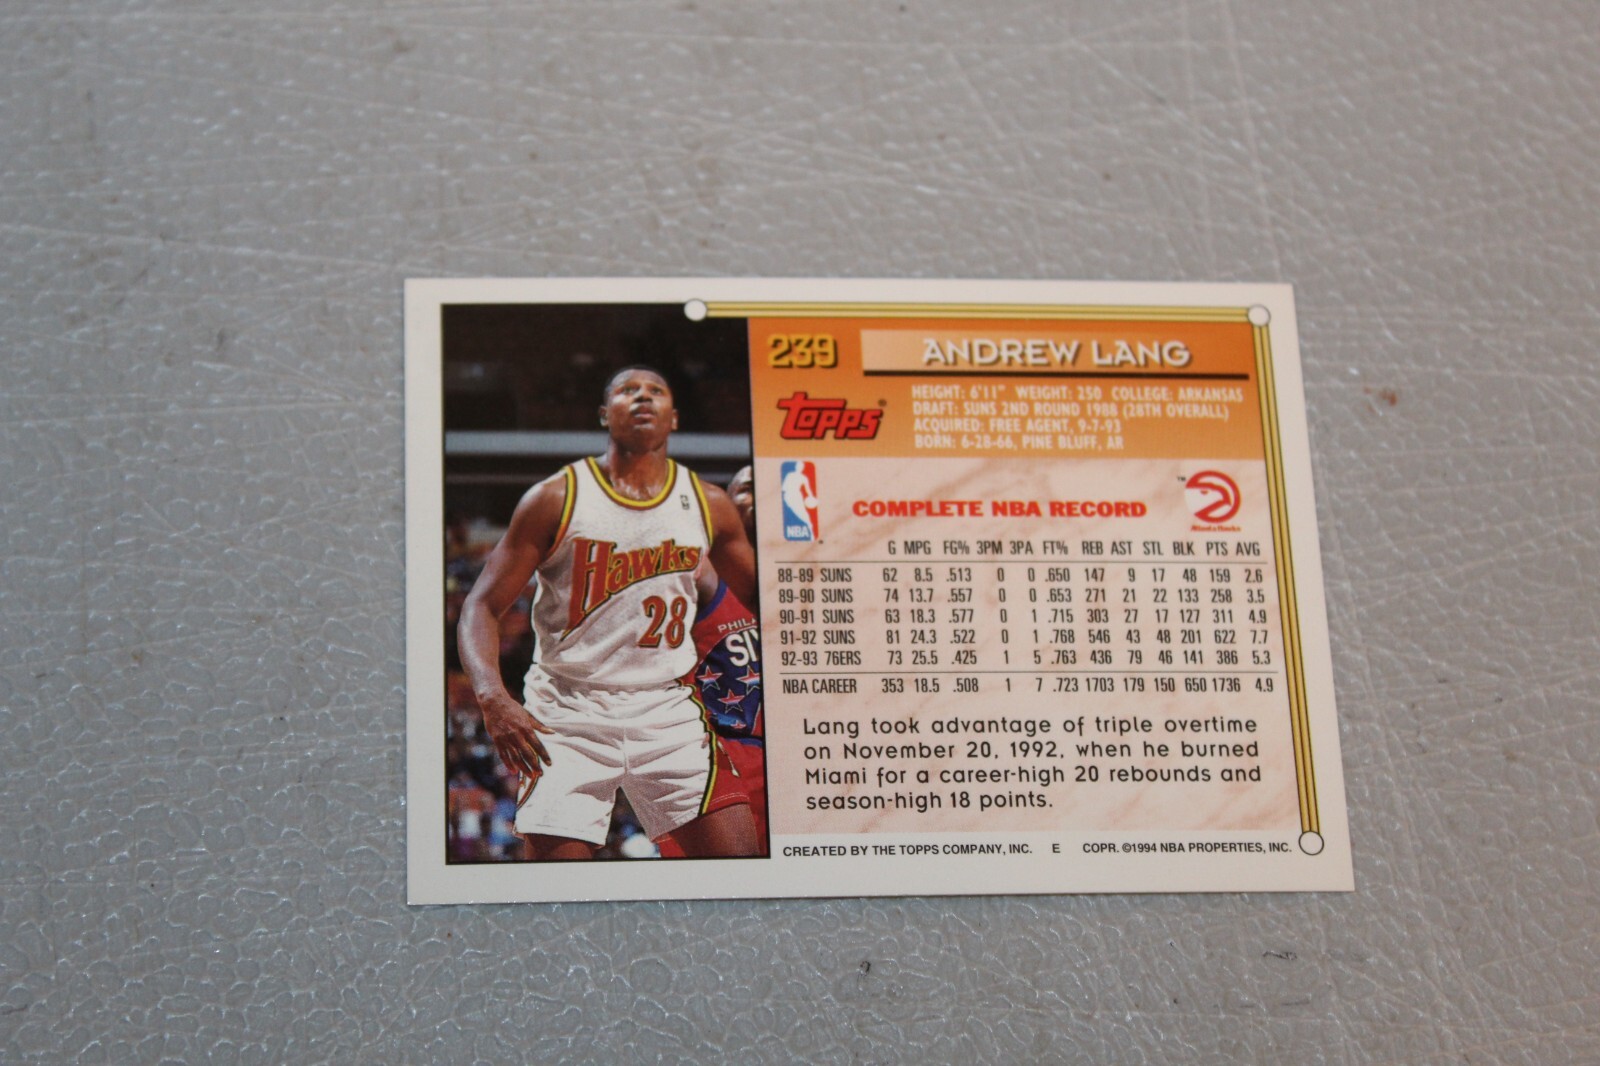 239
ANDREW LANG
Topps®
HEIGHT: 6'11" WEIGHT: 250 COLLEGE: ARKANSAS
DRAFT: SUNS 2ND ROUND 1988 (28TH OVERALL)
ACQUIRED: FREE AGENT, 9-7-93
BORN: 6-28-66, PINE BLUFF, AR
NBA
COMPLETE NBA RECORD
TM
Atlanta Hawks
G MPG FG% 3PM 3PA FT% REB AST STL BLK PTS AVG
88-89 SUNS 62 8.5 .513 0 0 .650 147 9 17 48 159 2.6
89-90 SUNS 74 13.7 .557 0 0 .653 271 21 22 133 258 3.5
90-91 SUNS 63 18.3 .577 0 1 .715 303 27 17 127 311 4.9
91-92 SUNS 81 24.3 .522 0 1 .768 546 43 48 201 622 7.7
92-93 76ERS 73 25.5 .425 1 5 .763 436 79 46 141 386 5.3
NBA CAREER 353 18.5 .508 1 7 .723 1703 179 150 650 1736 4.9
Lang took advantage of triple overtime
on November 20, 1992, when he burned
Miami for a career-high 20 rebounds and
season-high 18 points.
CREATED BY THE TOPPS COMPANY, INC. E COPR. ©1994 NBA PROPERTIES, INC.
Hawks
28
PHILA
SI